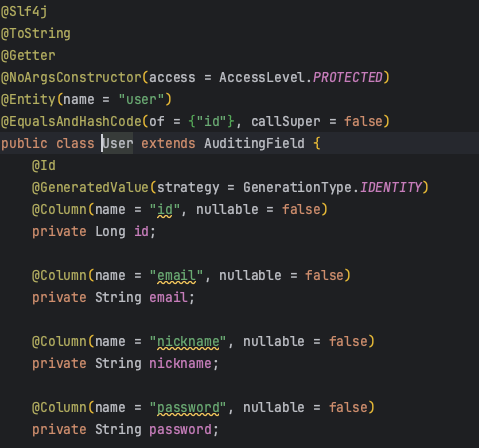 @Slf4j
@ToString
@Getter
@NoArgsConstructor(access = AccessLevel.PROTECTED)
@Entity(name = "user")
@EqualsAndHashCode(of = {"id"}, callSuper = false)
public class User extends AuditingField {
    @Id
    @GeneratedValue(strategy = GenerationType.IDENTITY)
    @Column(name = "id", nullable = false)
    private Long id;

    @Column(name = "email", nullable = false)
    private String email;

    @Column(name = "nickname", nullable = false)
    private String nickname;

    @Column(name = "password", nullable = false)
    private String password;